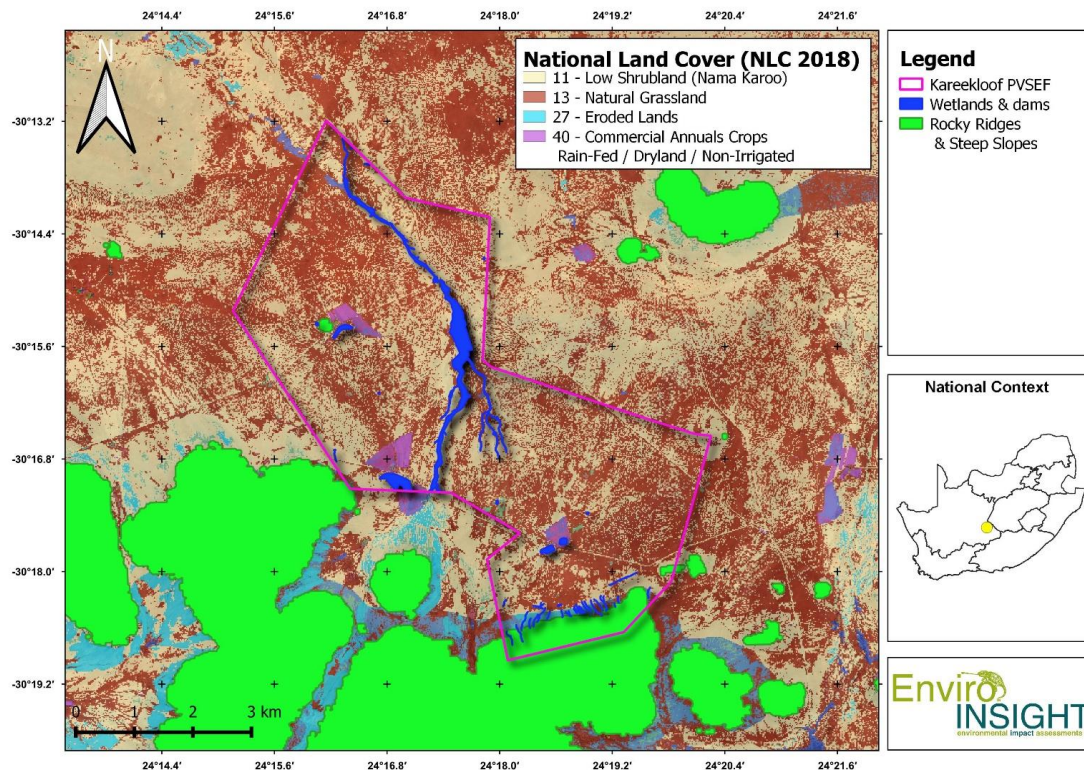 24°14.4' 24°15.6' 24°16.8' 24°18.0' 24°19.2' 24°20.4' 24°21.6'
N
National Land Cover (NLC 2018)
11 - Low Shrubland (Nama Karoo)
13 - Natural Grassland
27 - Eroded Lands
40 - Commercial Annuals Crops
Rain-Fed / Dryland / Non-Irrigated
Legend
Kareekloof PVSEF
Wetlands & dams
Rocky Ridges
& Steep Slopes
-30°13.2'
-30°14.4'
-30°15.6'
-30°16.8'
-30°18.0'
-30°19.2'
0 1 2 3 km
24°14.4' 24°15.6' 24°16.8' 24°18.0' 24°19.2' 24°20.4' 24°21.6'
National Context
Enviro
INSIGHT
environmental impact assessments